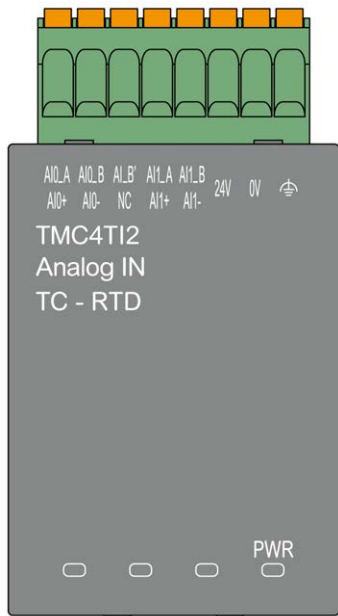 AI0_A AI0_B AI_B' AI1_A AI1_B 24V 0V
AI0+ AI0- NC AI1+ AI1-
TMC4TI2
Analog IN
TC - RTD
PWR